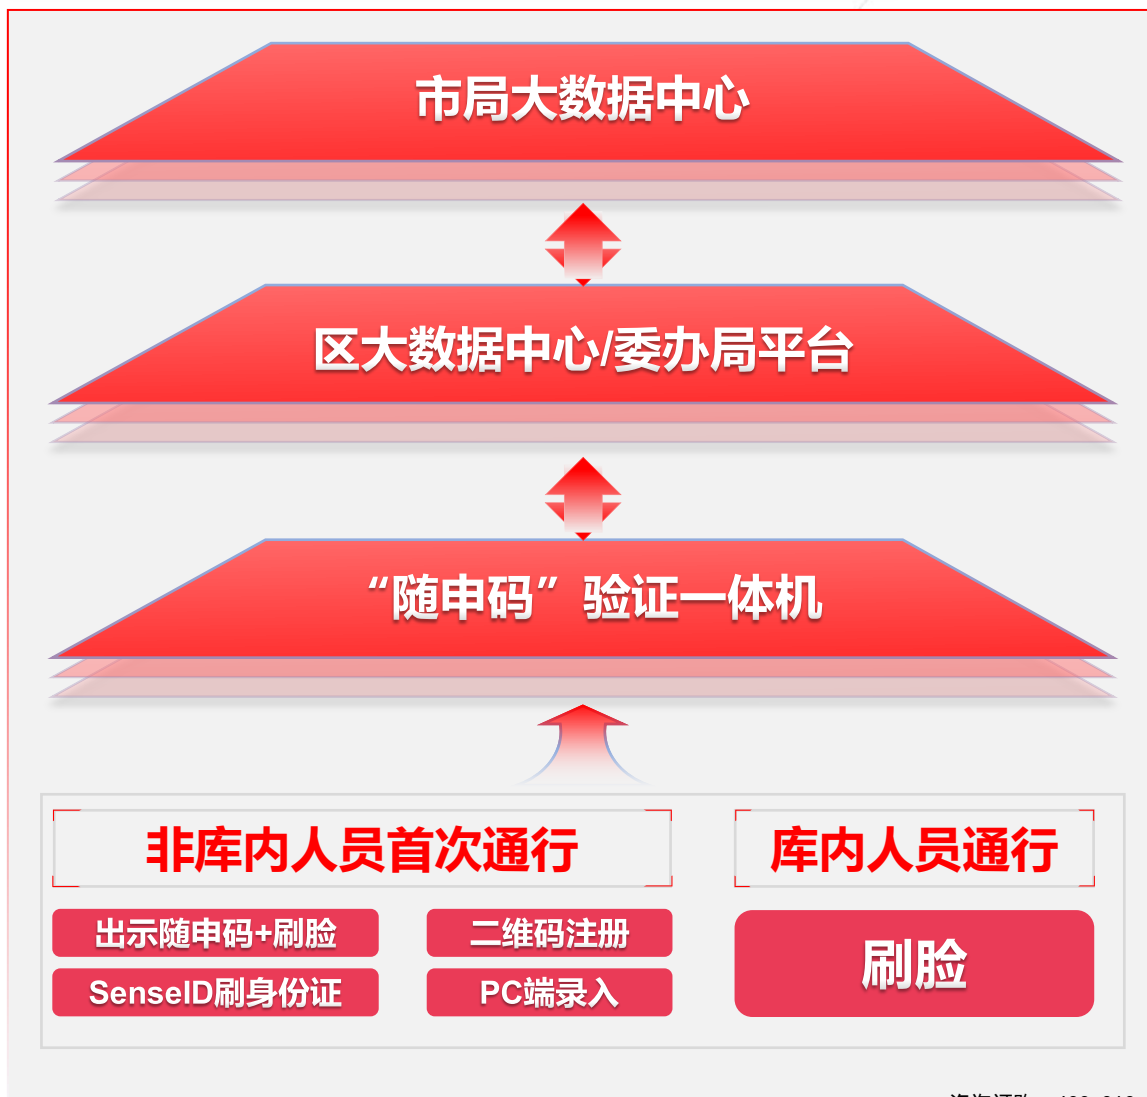 市局大数据中心
区大数据中心/委办局平台
“随申码”验证一体机
非库内人员首次通行
库内人员通行
出示随申码+刷脸
二维码注册
刷脸
SenseID刷身份证
PC端录入